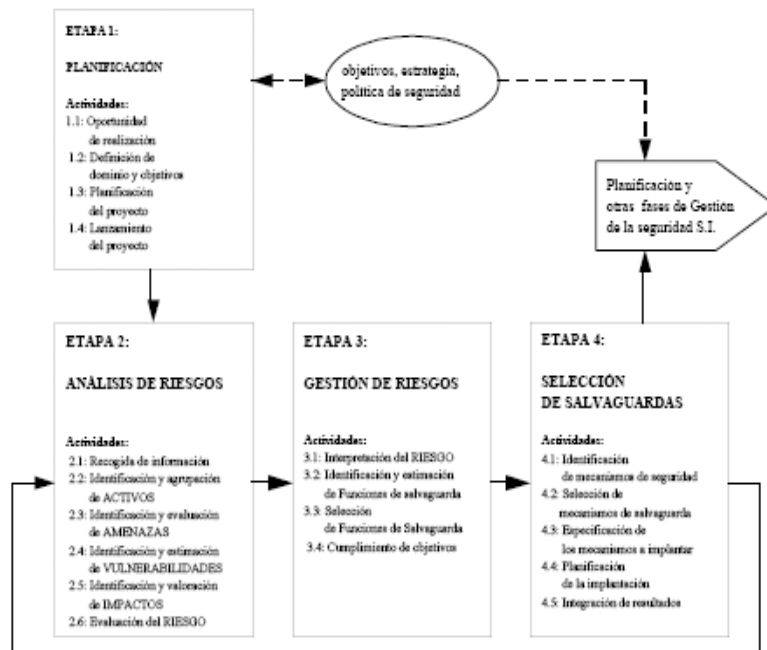 ETAPA 1:
PLANIFICACIÓN
Actividades:
1.1: Oportunidad
de realización
1.2: Definición de
dominio y objetivos
1.3: Planificación
del proyecto
1.4: Lanzamiento
del proyecto
objetivos, estrategia,
política de seguridad
Planificación y
otras fases de Gestión
de la seguridad S.I.
ETAPA 2:
ANÁLISIS DE RIESGOS
Actividades:
2.1: Recogida de información
2.2: Identificación y agrupación
de ACTIVOS
2.3: Identificación y evaluación
de AMENAZAS
2.4: Identificación y estimación
de VULNERABILIDADES
2.5: Identificación y valoración
de IMPACTOS
2.6: Evaluación del RIESGO
ETAPA 3:
GESTIÓN DE RIESGOS
Actividades:
3.1: Interpretación del RIESGO
3.2: Identificación y estimación
de Funciones de salvaguarda
3.3: Selección
de Funciones de Salvaguarda
3.4: Cumplimiento de objetivos
ETAPA 4:
SELECCIÓN
DE SALVAGUARDAS
Actividades:
4.1: Identificación
de mecanismos de seguridad
4.2: Selección de
mecanismos de salvaguarda
4.3: Especificación de
los mecanismos a implantar
4.4: Planificación
de la implantación
4.5: Integración de resultados